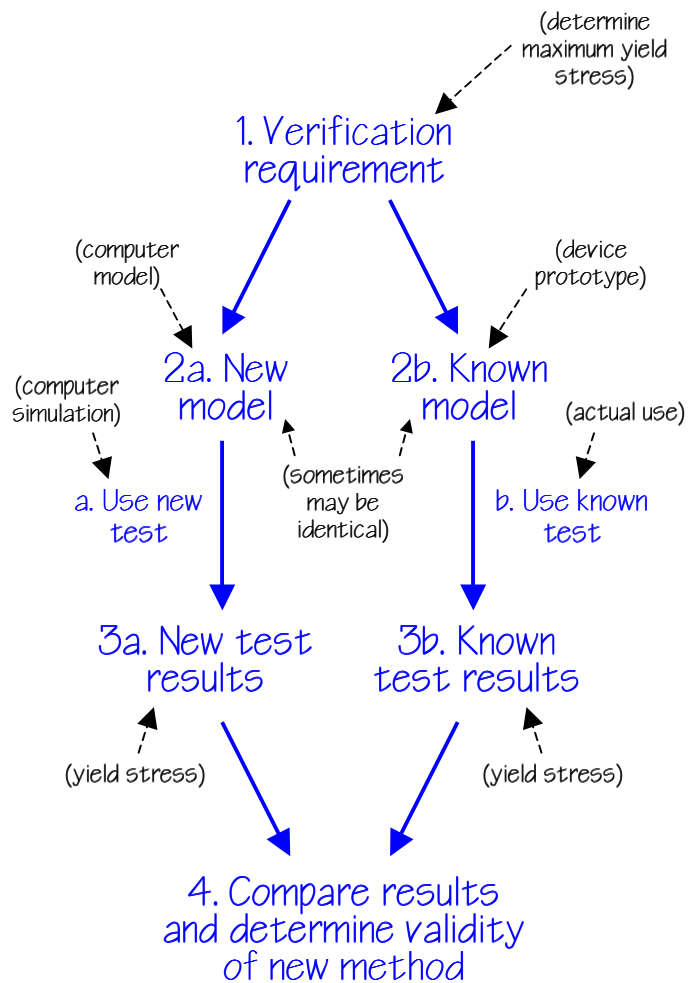 (determine
maximum yield
stress)
1. Verification
requirement
(computer
model)
(device
prototype)
2a. New
model
2b. Known
model
(computer
simulation)
(actual use)
(sometimes
may be
identical)
a. Use new
test
b. Use known
test
3a. New test
results
3b. Known
test results
(yield stress)
(yield stress)
4. Compare results
and determine validity
of new method